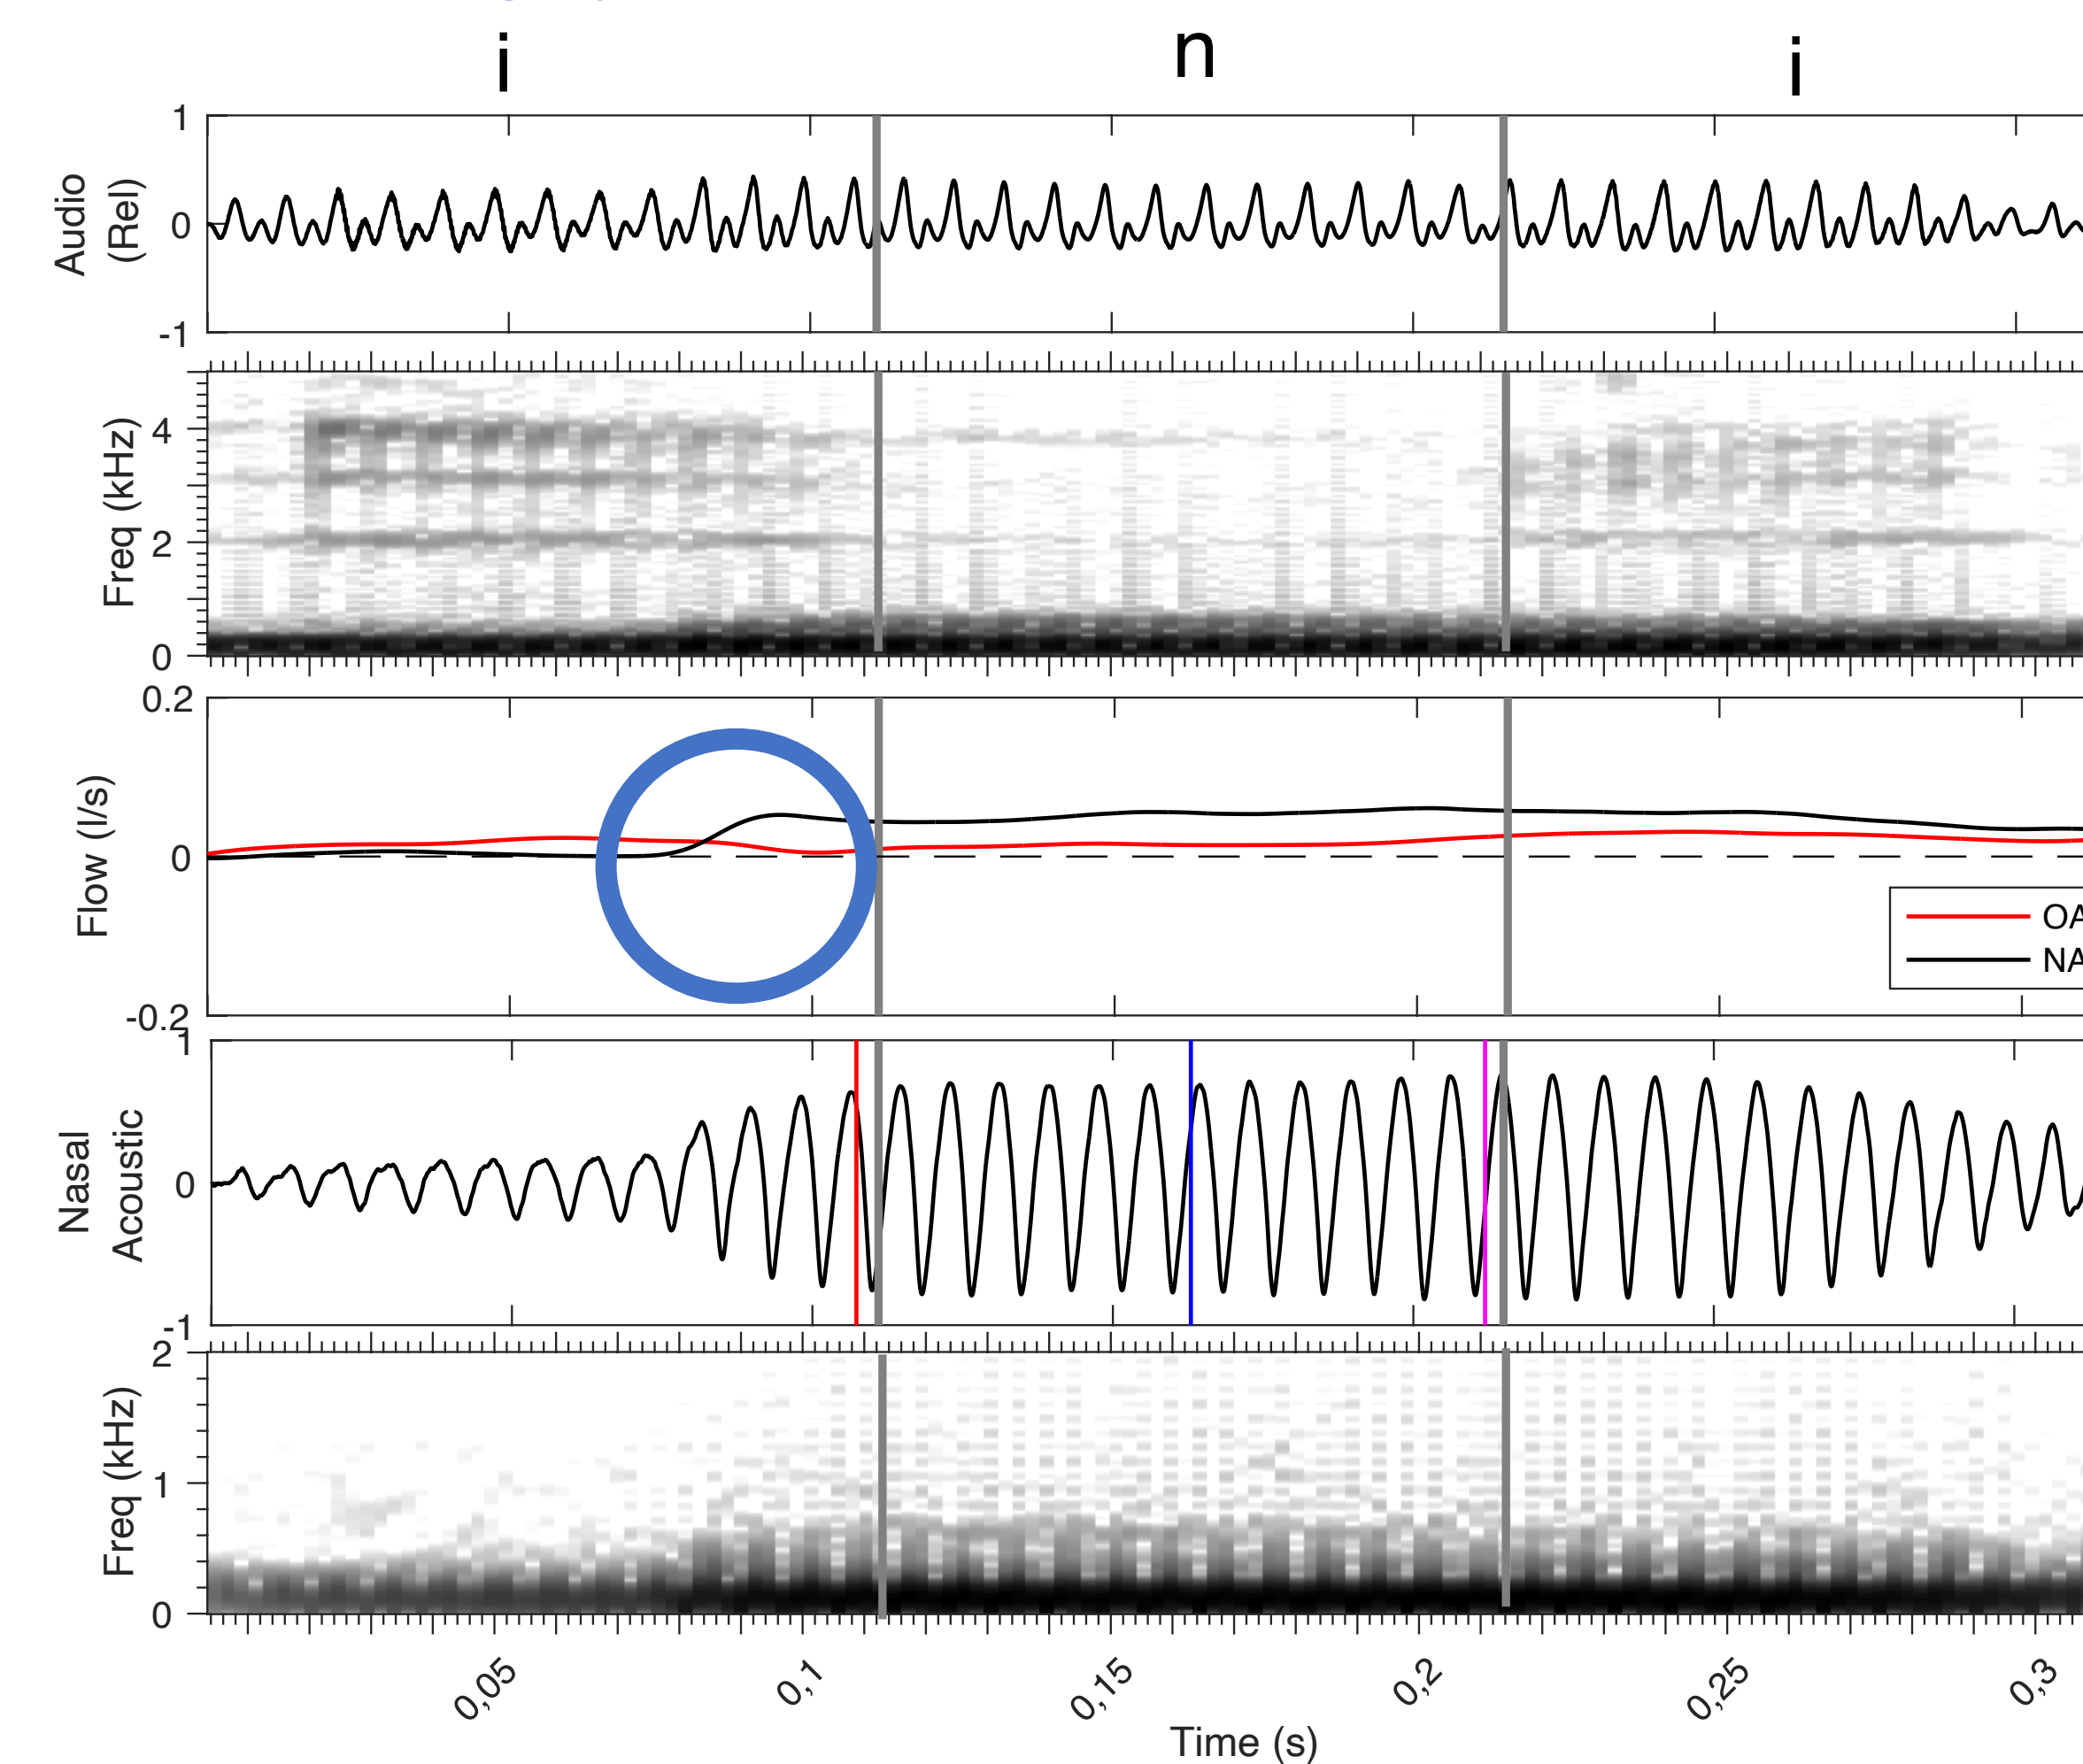 i n i
Audio
(Rel)
1
0
-1
Freq (kHz)
4
2
0
Flow (l/s)
0.2
0
-0.2
OA
NA
Nasal
Acoustic
1
0
-1
Freq (kHz)
2
1
0
0,05 0,1 0,15 0,2 0,25 0,3
Time (s)